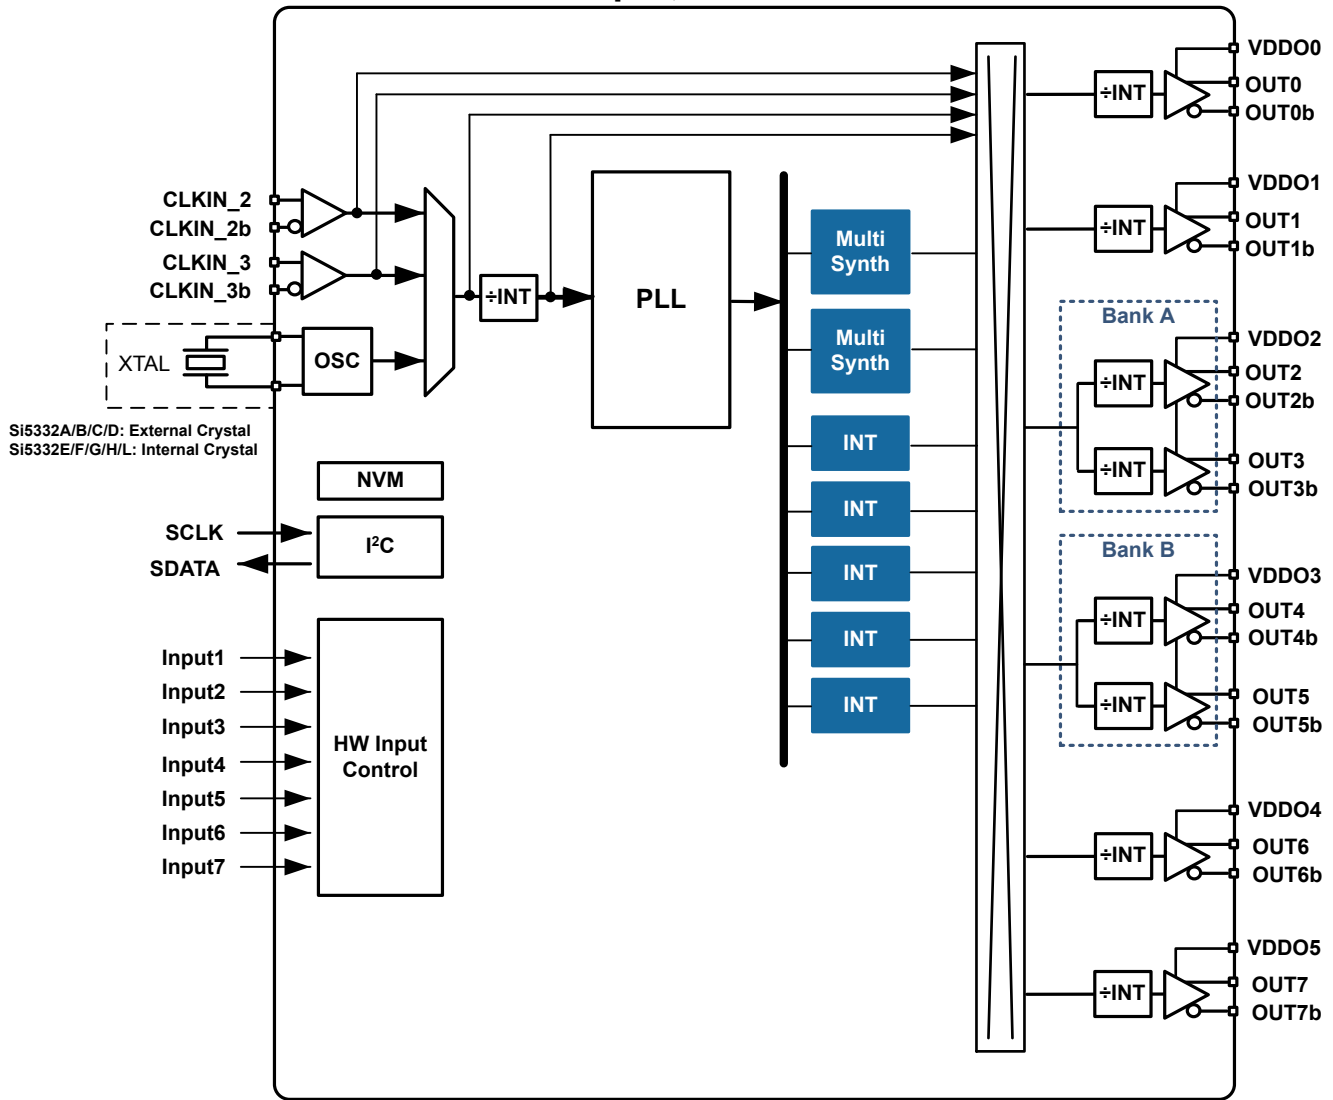 VDDO0
OUT0
OUT0b
÷INT
CLKIN_2
CLKIN_2b
CLKIN_3
CLKIN_3b
XTAL
OSC
÷INT
PLL
Si5332A/B/C/D: External Crystal
Si5332E/F/G/H/L: Internal Crystal
NVM
SCLK
SDATA
I²C
Input1
Input2
Input3
Input4
Input5
Input6
Input7
HW Input
Control
Multi
Synth
Multi
Synth
INT
INT
INT
INT
INT
VDDO1
OUT1
OUT1b
÷INT
Bank A
VDDO2
÷INT
OUT2
OUT2b
÷INT
OUT3
OUT3b
Bank B
VDDO3
÷INT
OUT4
OUT4b
÷INT
OUT5
OUT5b
VDDO4
÷INT
OUT6
OUT6b
VDDO5
÷INT
OUT7
OUT7b